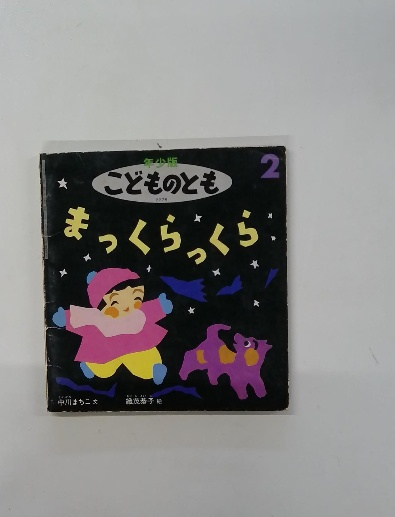 年少版
こどものとも
2
まっくらっくら
中川まちこ 文
織茂恭子 絵